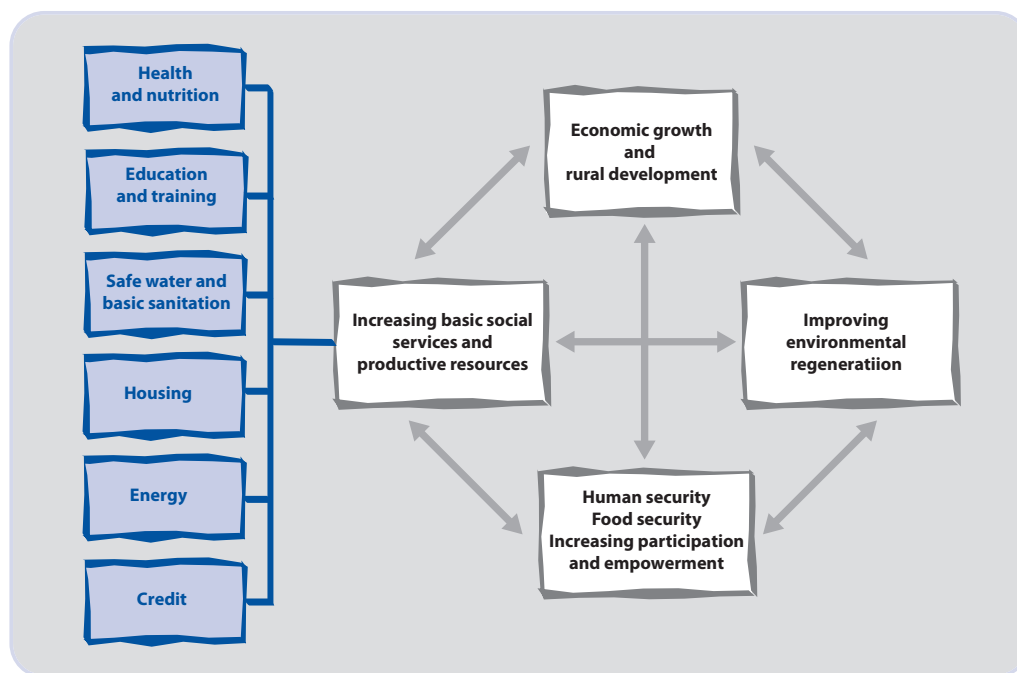 Health
and nutrition
Education
and training
Safe water and
basic sanitation
Housing
Energy
Credit
Economic growth
and
rural development
Increasing basic social
services and
productive resources
Improving
environmental
regeneratiion
Human security
Food security
Increasing participation
and empowerment